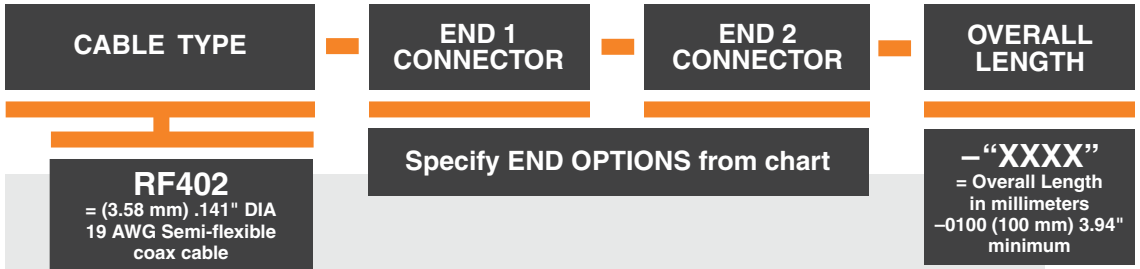 CABLE TYPE
END 1
CONNECTOR
END 2
CONNECTOR
OVERALL
LENGTH
RF402
= (3.58 mm) .141" DIA
19 AWG Semi-flexible
coax cable
Specify END OPTIONS from chart
–“XXXX”
= Overall Length
in millimeters
–0100 (100 mm) 3.94"
minimum